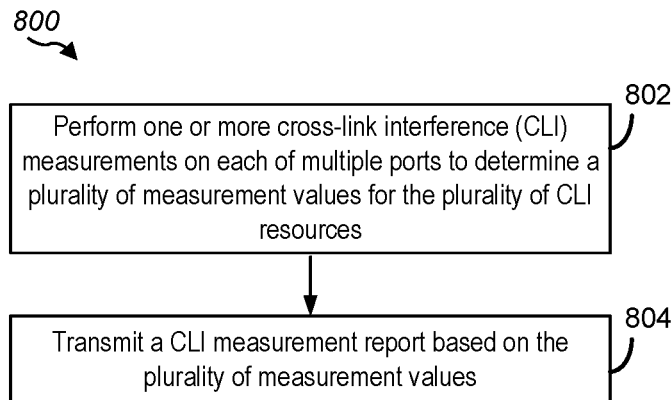 800
802
Perform one or more cross-link interference (CLI)
measurements on each of multiple ports to determine a
plurality of measurement values for the plurality of CLI
resources
804
Transmit a CLI measurement report based on the
plurality of measurement values